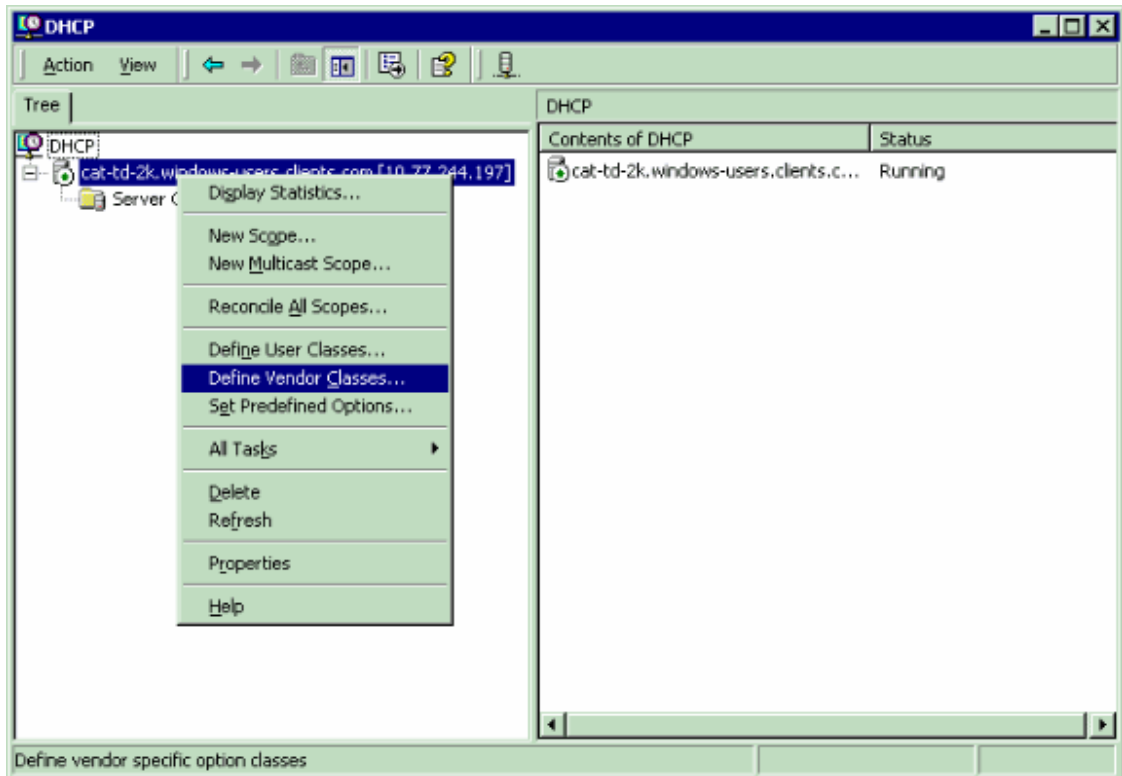 DHCP
Action View
Tree
DHCP
DHCP
Contents of DHCP Status
cat-td-2k.windows-users.clients.com [10.77.244.197]
cat-td-2k.windows-users.clients.c... Running
Server
Display Statistics...
New Scope...
New Multicast Scope...
Reconcile All Scopes...
Define User Classes...
Define Vendor Classes...
Set Predefined Options...
All Tasks
Delete
Refresh
Properties
Help
Define vendor specific option classes